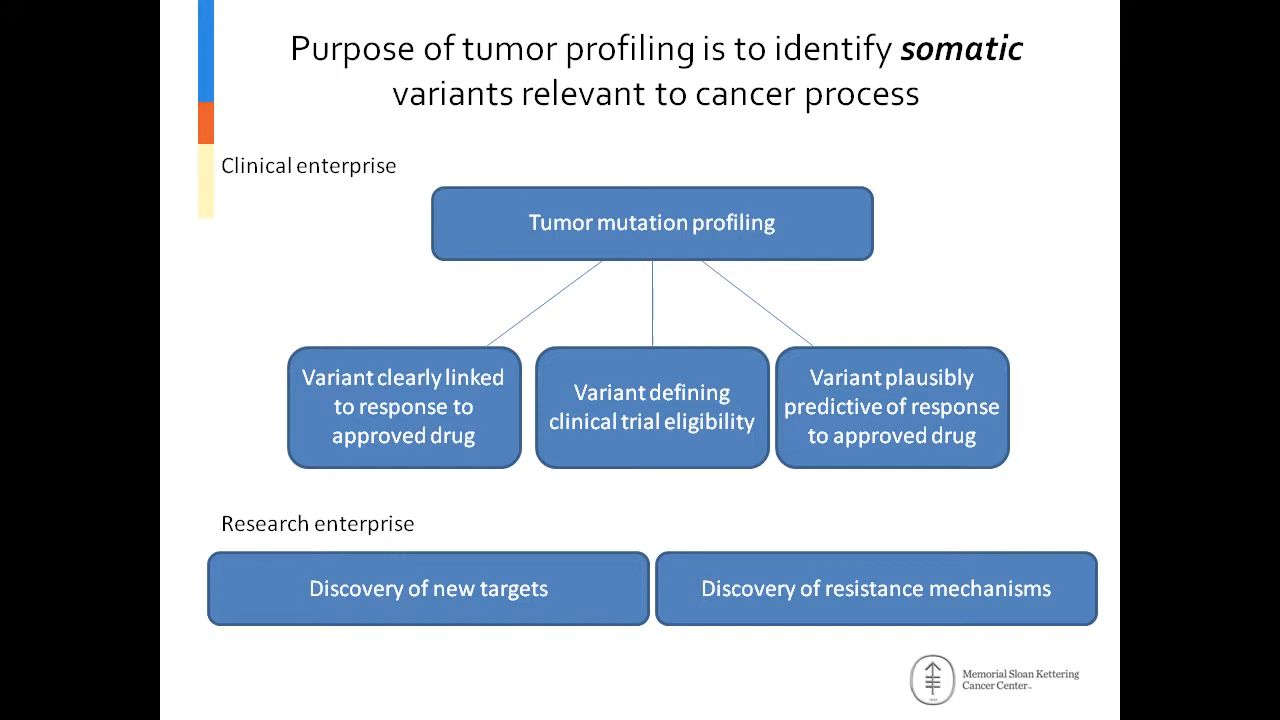 Purpose of tumor profiling is to identify somatic
variants relevant to cancer process
Clinical enterprise
Tumor mutation profiling
Variant clearly linked
to response to
approved drug
Variant defining
clinical trial eligibility
Variant plausibly
predictive of response
to approved drug
Research enterprise
Discovery of new targets
Discovery of resistance mechanisms
Memorial Sloan Kettering
Cancer Center